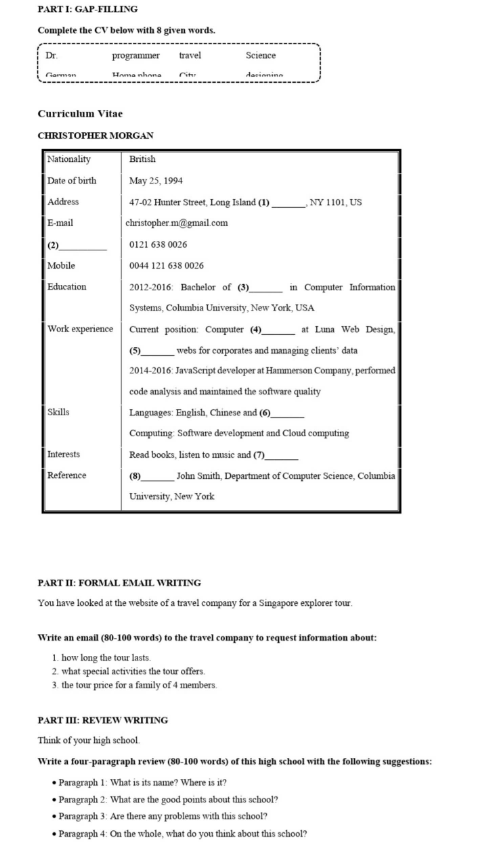 PART I: GAP-FILLING
Complete the CV below with 8 given words.
Dr. programmer travel Science
German Home phone City designing
Curriculum Vitae
CHRISTOPHER MORGAN
Nationality British
Date of birth May 25, 1994
Address 47-02 Hunter Street, Long Island (1) _______, NY 1101, US
E-mail christopher.m@gmail.com
(2)__________ 0121 638 0026
Mobile 0044 121 638 0026
Education 2012-2016: Bachelor of (3)_______ in Computer Information
Systems, Columbia University, New York, USA
Work experience Current position: Computer (4)_______ at Luna Web Design,
(5)_______ webs for corporates and managing clients' data
2014-2016: JavaScript developer at Hammerson Company, performed
code analysis and maintained the software quality
Skills Languages: English, Chinese and (6)_______
Computing: Software development and Cloud computing
Interests Read books, listen to music and (7)_______
Reference (8)_______ John Smith, Department of Computer Science, Columbia
University, New York
PART II: FORMAL EMAIL WRITING
You have looked at the website of a travel company for a Singapore explorer tour.
Write an email (80-100 words) to the travel company to request information about:
1. how long the tour lasts.
2. what special activities the tour offers.
3. the tour price for a family of 4 members.
PART III: REVIEW WRITING
Think of your high school.
Write a four-paragraph review (80-100 words) of this high school with the following suggestions:
• Paragraph 1: What is its name? Where is it?
• Paragraph 2: What are the good points about this school?
• Paragraph 3: Are there any problems with this school?
• Paragraph 4: On the whole, what do you think about this school?